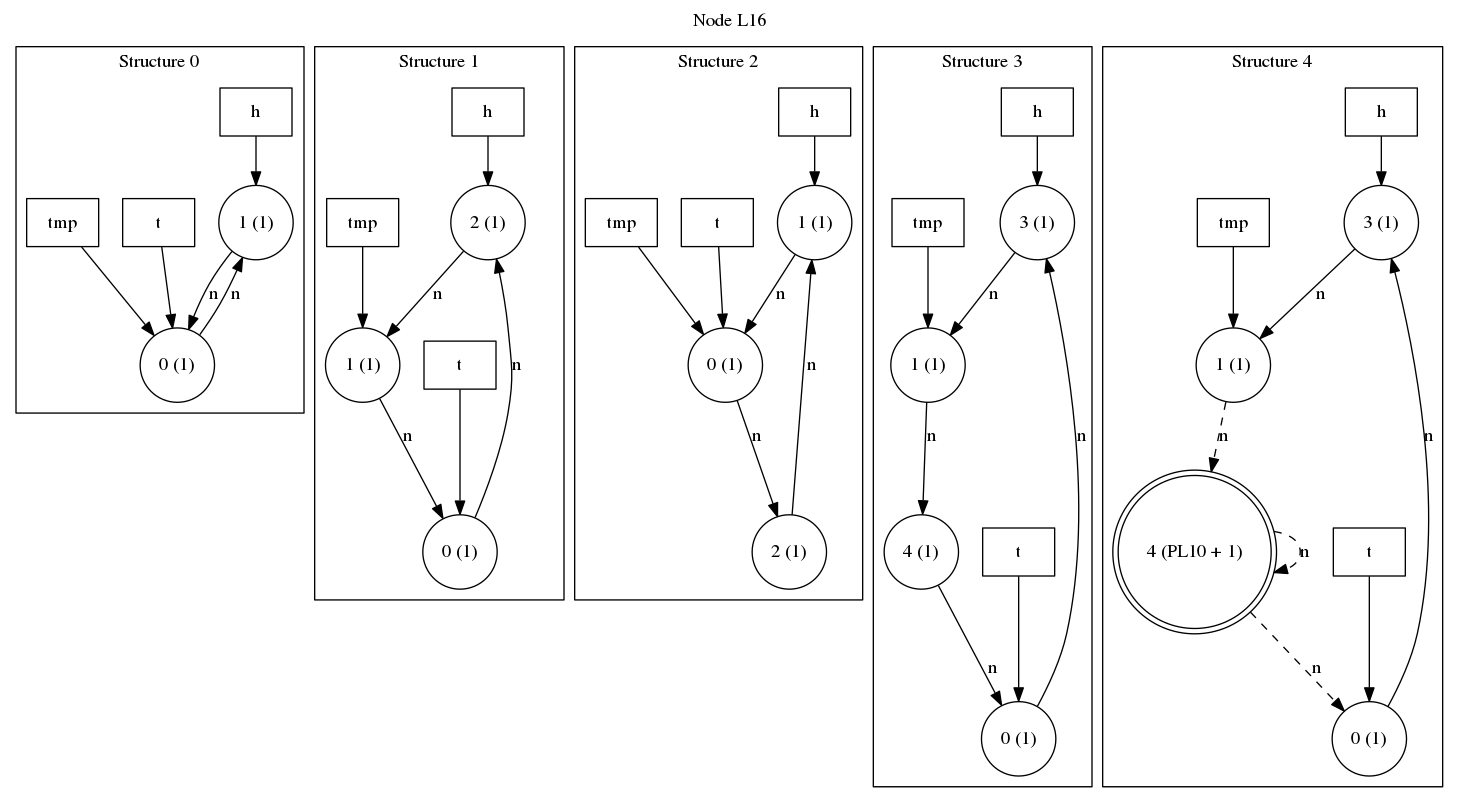 Node L16
Structure 0
h
tmp
t
1 (1)
n
n
0 (1)
Structure 1
h
tmp
2 (1)
n
1 (1)
t
n
n
0 (1)
Structure 2
h
tmp
t
1 (1)
n
0 (1)
n
n
2 (1)
Structure 3
h
tmp
3 (1)
n
1 (1)
n
n
4 (1)
t
n
0 (1)
Structure 4
h
tmp
3 (1)
n
1 (1)
n
n
4 (PL10 + 1)
n
t
n
0 (1)